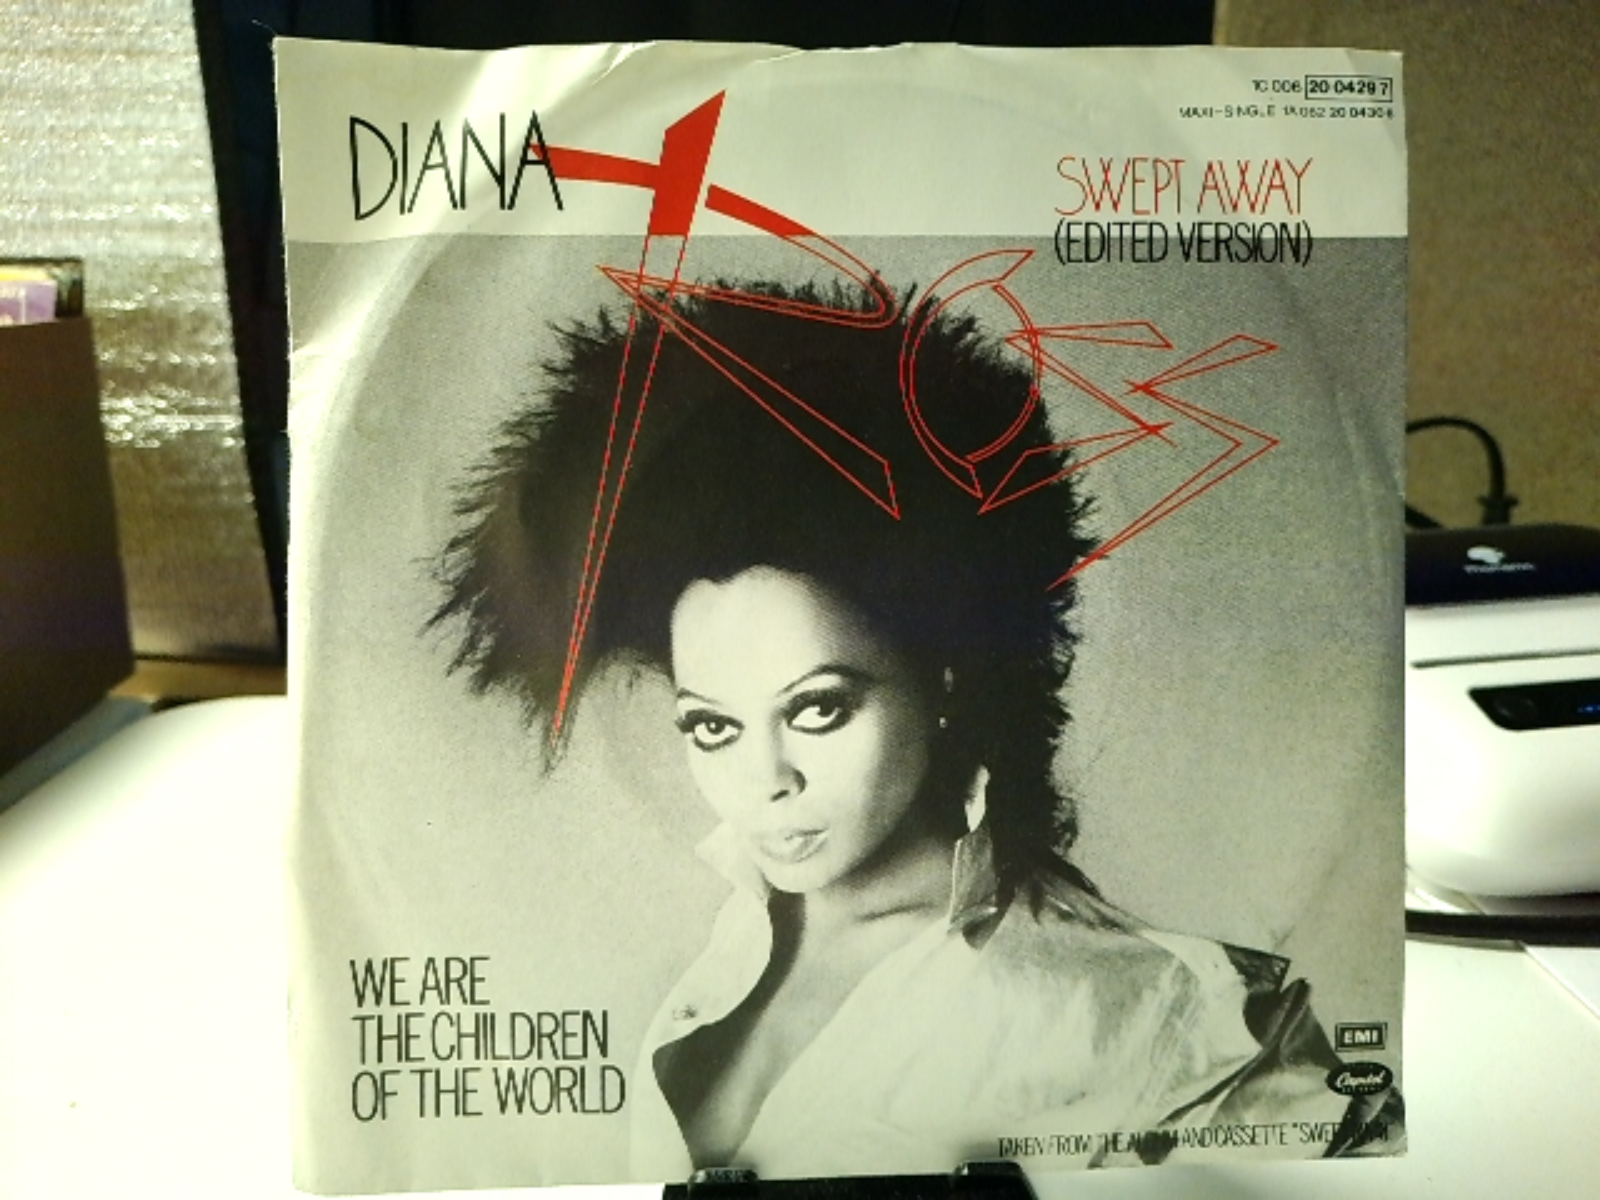 DIANA ROSS
1C 006 20 0429 7
MAXI-SINGLE 1A 062 20 0430 6
SWEPT AWAY
(EDITED VERSION)
WE ARE
THE CHILDREN
OF THE WORLD
EMI
Capitol
TAKEN FROM THE ALBUM AND CASSETTE "SWEPT AWAY"